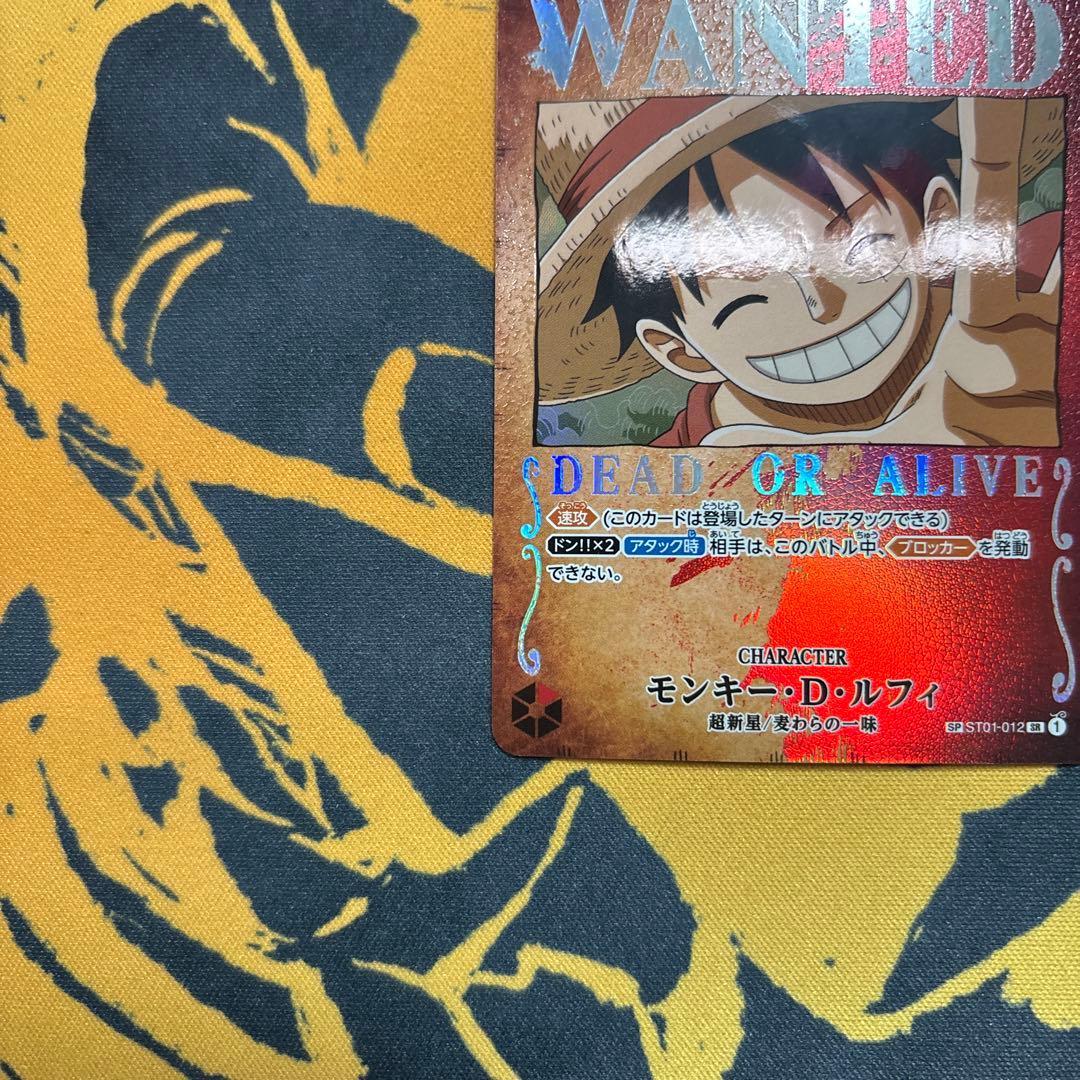 WANTED
DEAD OR ALIVE
速攻 (このカードは登場したターンにアタックできる)
ドン!!×2 アタック時 相手は、このバトル中、ブロッカーを発動
できない。
CHARACTER
モンキー・D・ルフィ
超新星/麦わらの一味
SP ST01-012 SR 1